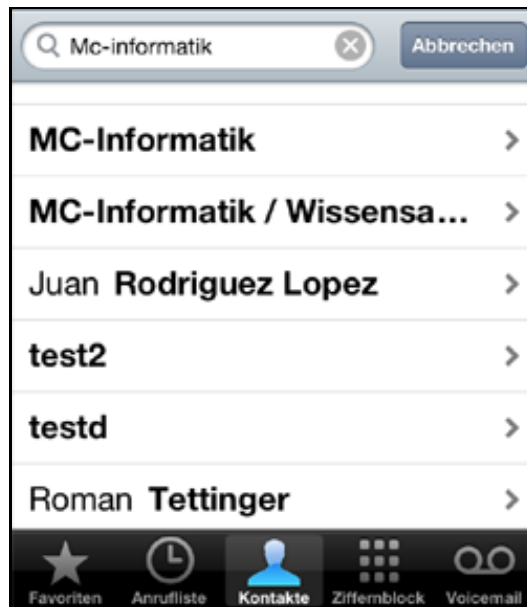 Mc-informatik
Abbrechen
MC-Informatik
MC-Informatik / Wissensa...
Juan Rodriguez Lopez
test2
testd
Roman Tettinger
Favoriten Anrufliste Kontakte Ziffernblock Voicemail